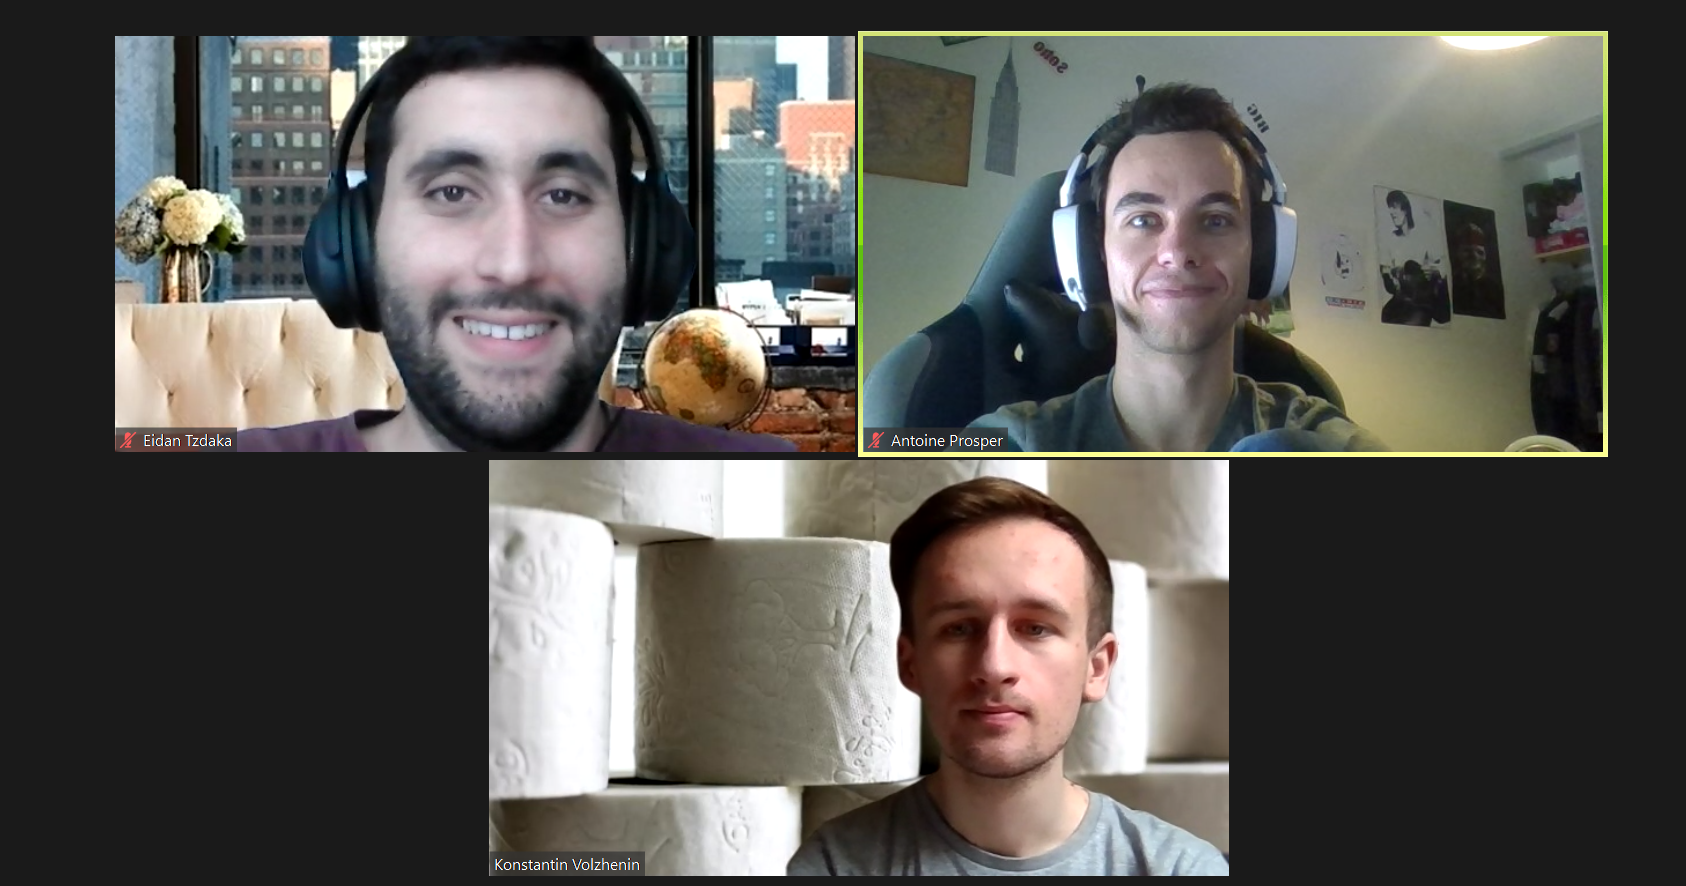 Eidan Tzdaka
Antoine Prosper
Konstantin Volzhenin